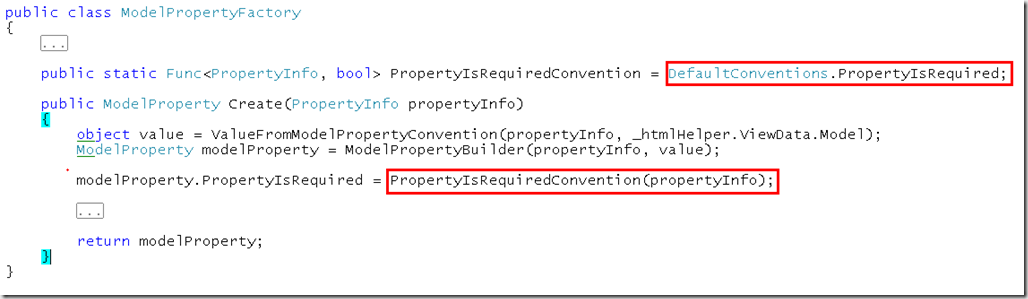 public class ModelPropertyFactory
{
...
public static Func<PropertyInfo, bool> PropertyIsRequiredConvention = DefaultConventions.PropertyIsRequired;
public ModelProperty Create(PropertyInfo propertyInfo)
{
object value = ValueFromModelPropertyConvention(propertyInfo, _htmlHelper.ViewData.Model);
ModelProperty modelProperty = ModelPropertyBuilder(propertyInfo, value);
modelProperty.PropertyIsRequired = PropertyIsRequiredConvention(propertyInfo);
...
return modelProperty;
}
}